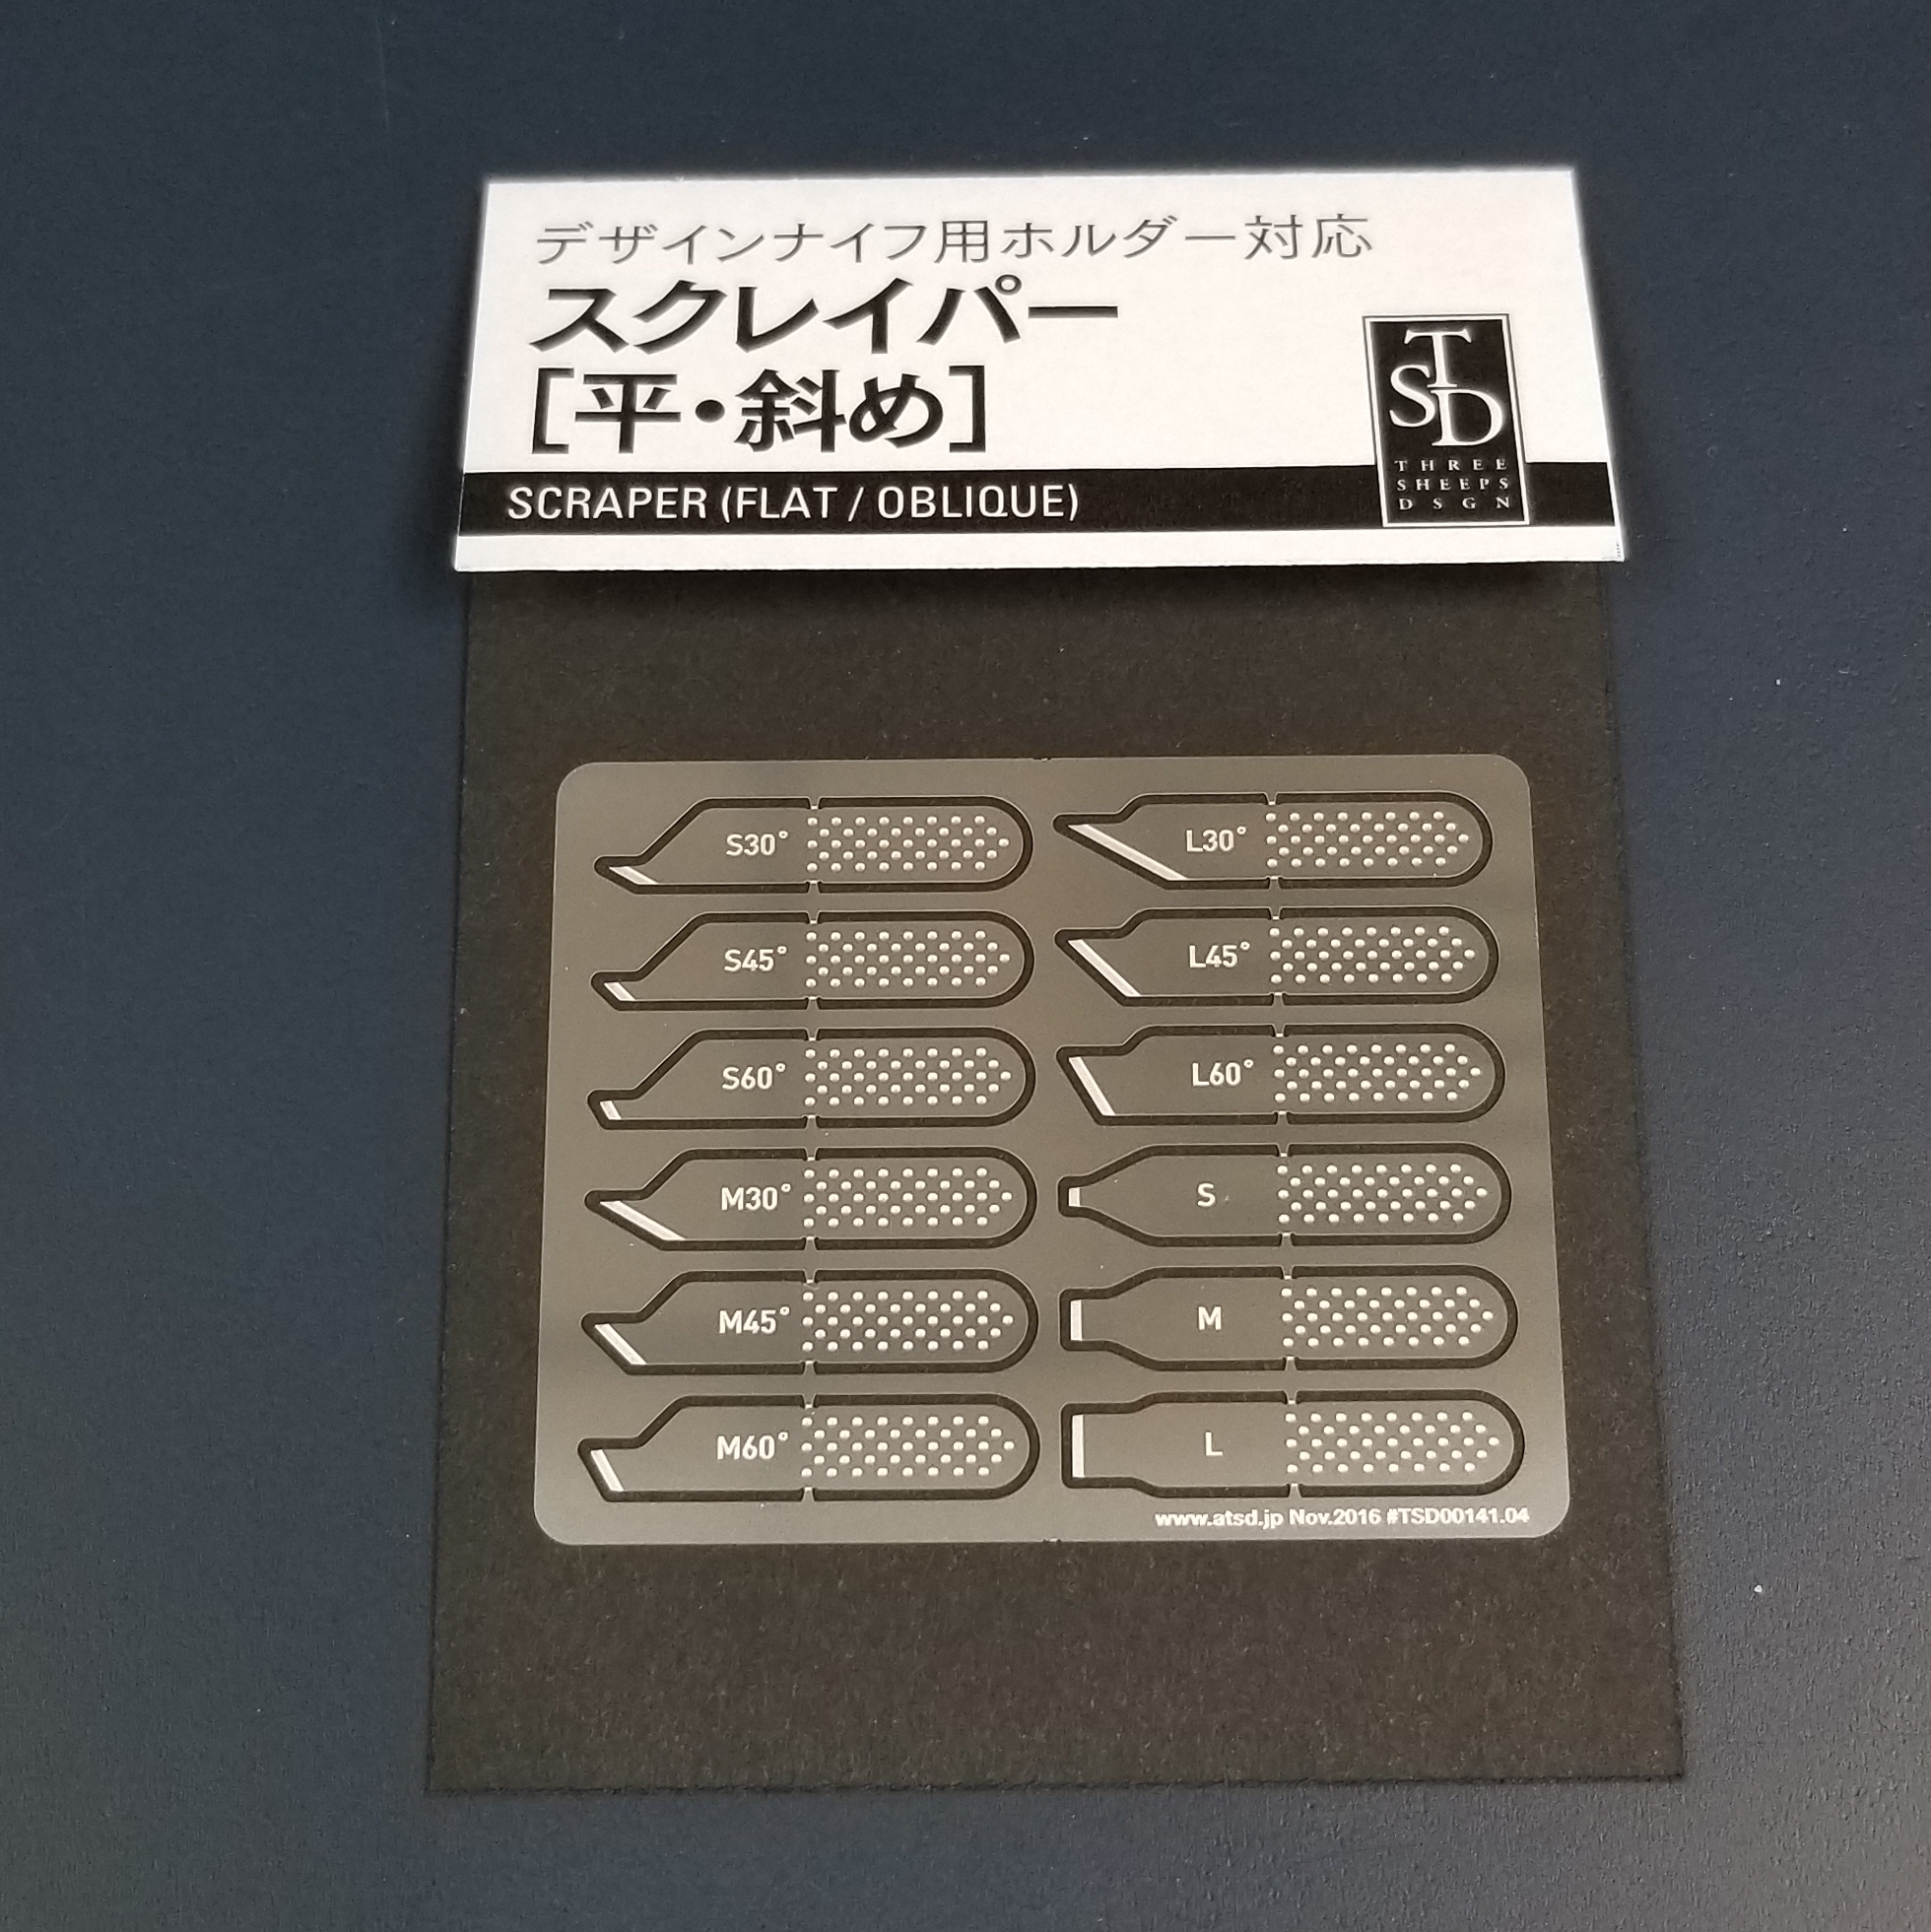 デザインナイフ用ホルダー対応
スクレイパー
[平・斜め]
SCRAPER (FLAT / OBLIQUE)
TSD
THREE
SHEEPS
DSGN
S30°
S45°
S60°
M30°
M45°
M60°
L30°
L45°
L60°
S
M
L
www.atsd.jp Nov.2016 #TSD00141.04